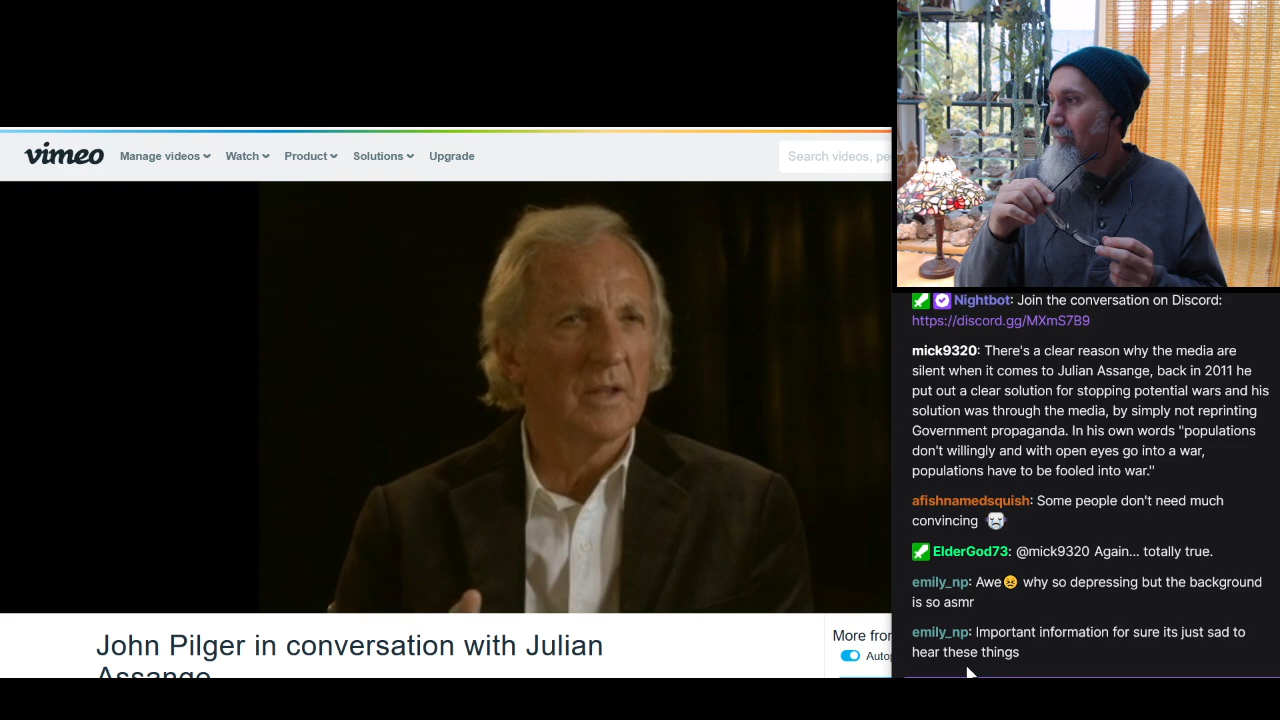 vimeo Manage videos Watch Product Solutions Upgrade Search videos, pe
John Pilger in conversation with Julian
Assange
More fror
Autop
Nightbot: Join the conversation on Discord:
https://discord.gg/MXmS7B9
mick9320: There's a clear reason why the media are
silent when it comes to Julian Assange, back in 2011 he
put out a clear solution for stopping potential wars and his
solution was through the media, by simply not reprinting
Government propaganda. In his own words "populations
don't willingly and with open eyes go into a war,
populations have to be fooled into war."
afishnamedsquish: Some people don't need much
convincing
ElderGod73: @mick9320 Again... totally true.
emily_np: Awe😣 why so depressing but the background
is so asmr
emily_np: Important information for sure its just sad to
hear these things